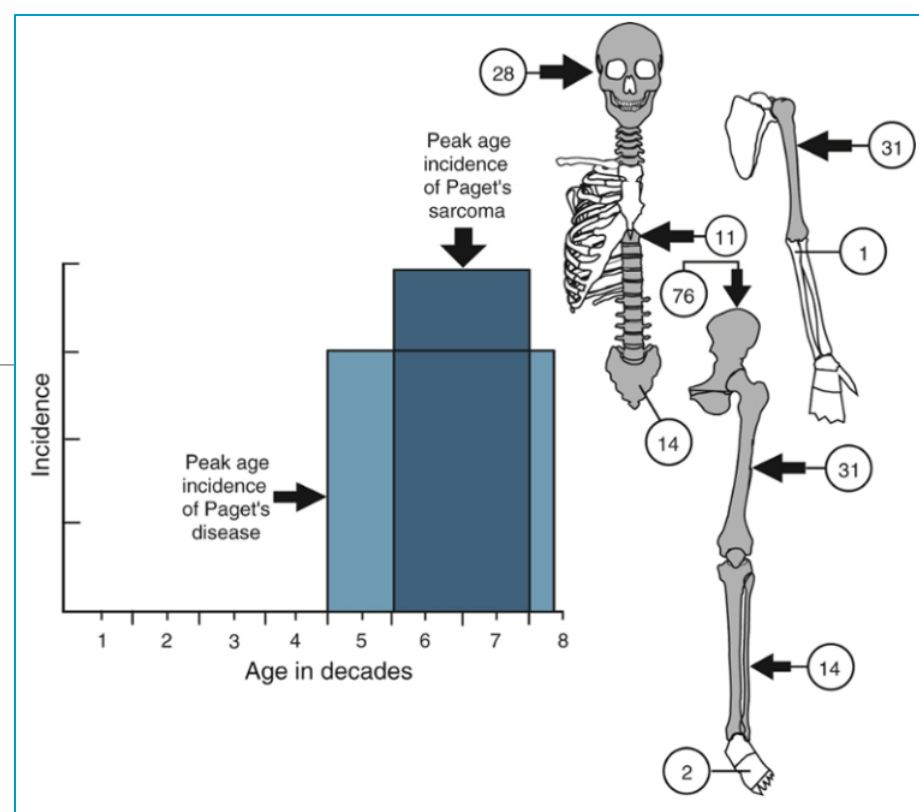 28
Peak age
incidence
of Paget's
sarcoma
31
11
1
76
14
Incidence
Peak age
incidence
of Paget's
disease
31
14
2
1 2 3 4 5 6 7 8
Age in decades